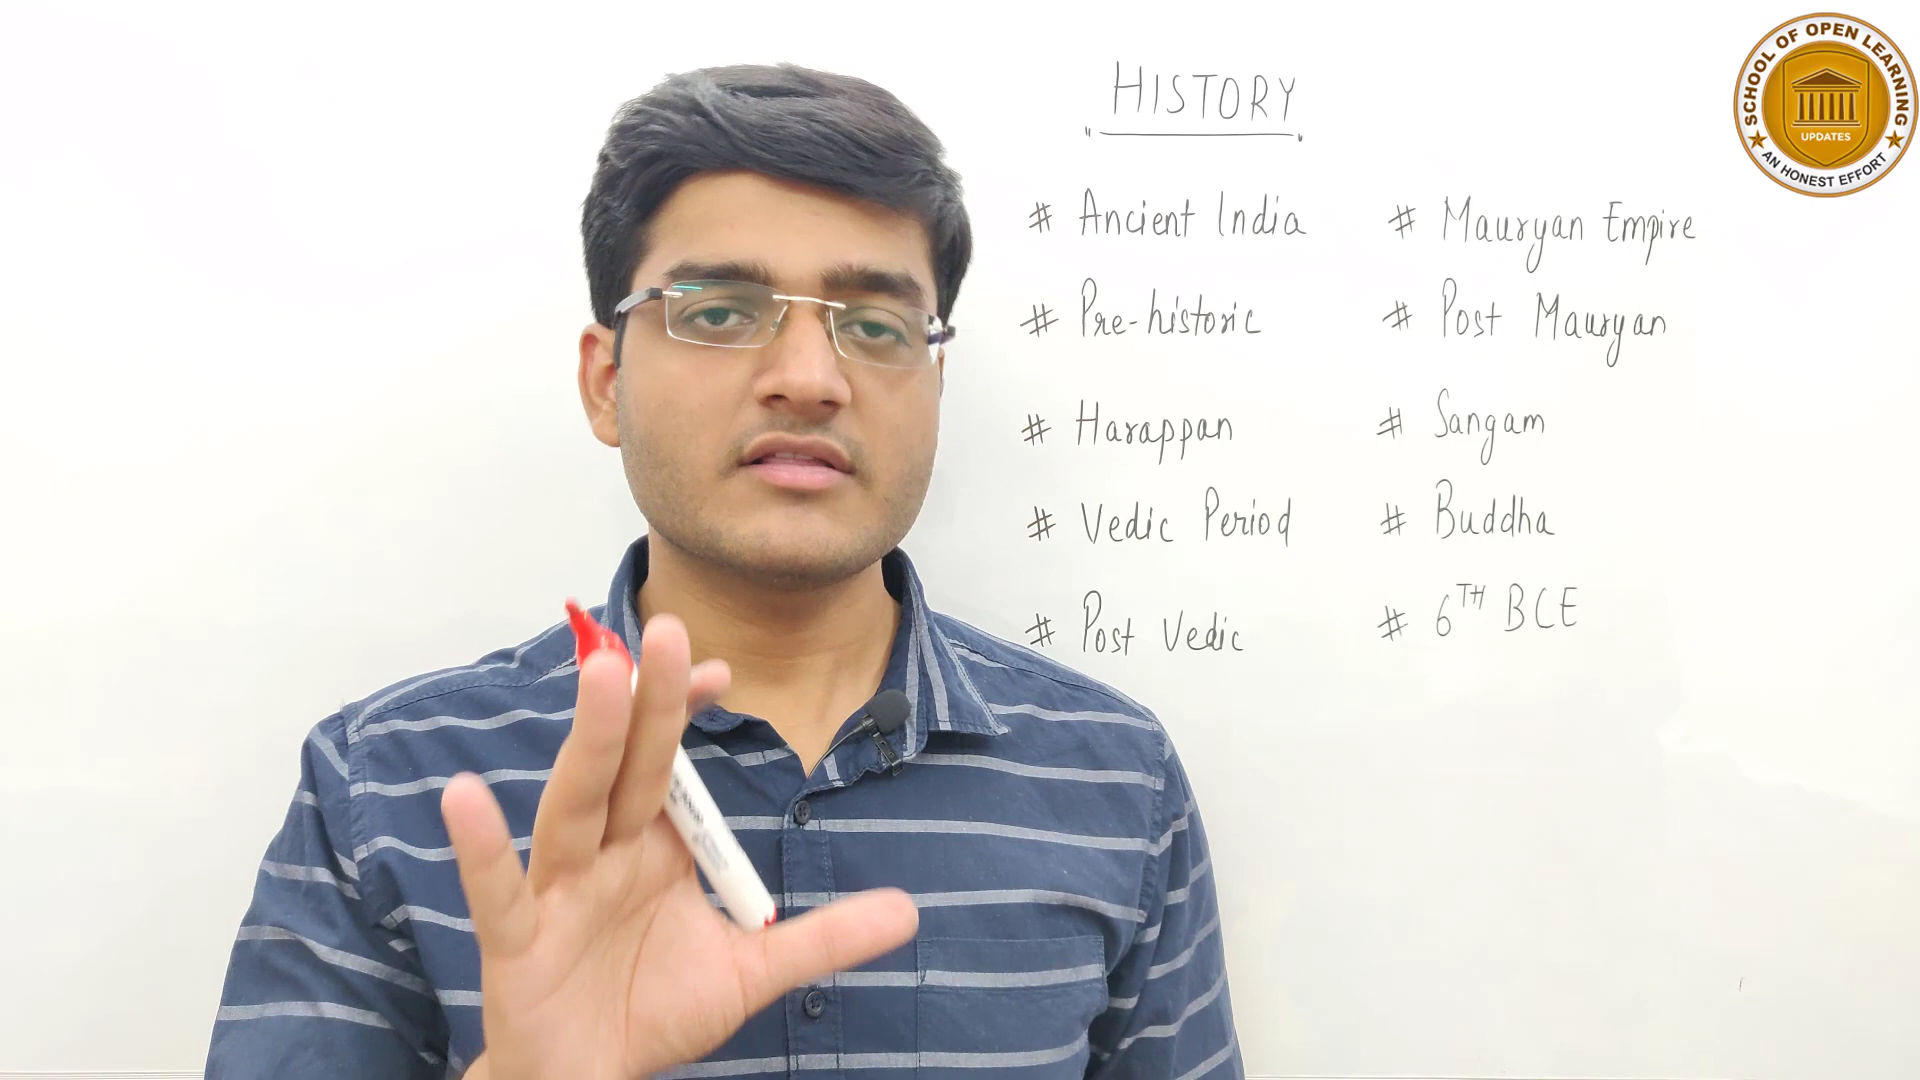 HISTORY
# Ancient India
# Pre-historic
# Harappan
# Vedic Period
# Post Vedic
# Mauryan Empire
# Post Mauryan
# Sangam
# Buddha
# 6TH BCE
SCHOOL OF OPEN LEARNING
UPDATES
AN HONEST EFFORT